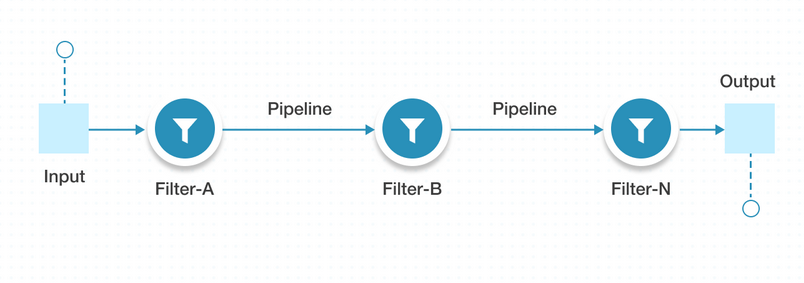 Input
Filter-A
Pipeline
Filter-B
Pipeline
Filter-N
Output